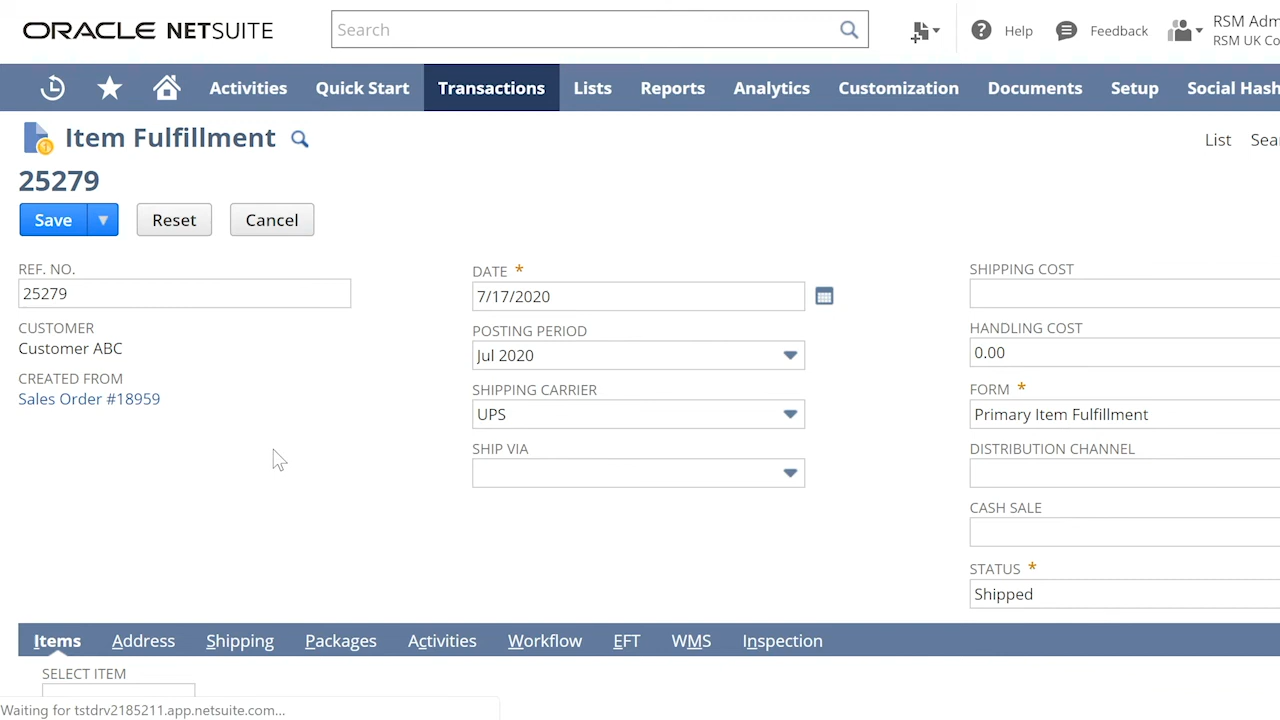 ORACLE NETSUITE
Search
Help
Feedback
RSM Adm
RSM UK Co
Activities
Quick Start
Transactions
Lists
Reports
Analytics
Customization
Documents
Setup
Social Hash
Item Fulfillment
List
Sea
25279
Save
Reset
Cancel
REF. NO.
25279
CUSTOMER
Customer ABC
CREATED FROM
Sales Order #18959
DATE *
7/17/2020
POSTING PERIOD
Jul 2020
SHIPPING CARRIER
UPS
SHIP VIA
SHIPPING COST
HANDLING COST
0.00
FORM *
Primary Item Fulfillment
DISTRIBUTION CHANNEL
CASH SALE
STATUS *
Shipped
Items
Address
Shipping
Packages
Activities
Workflow
EFT
WMS
Inspection
SELECT ITEM
Waiting for tstdrv2185211.app.netsuite.com...